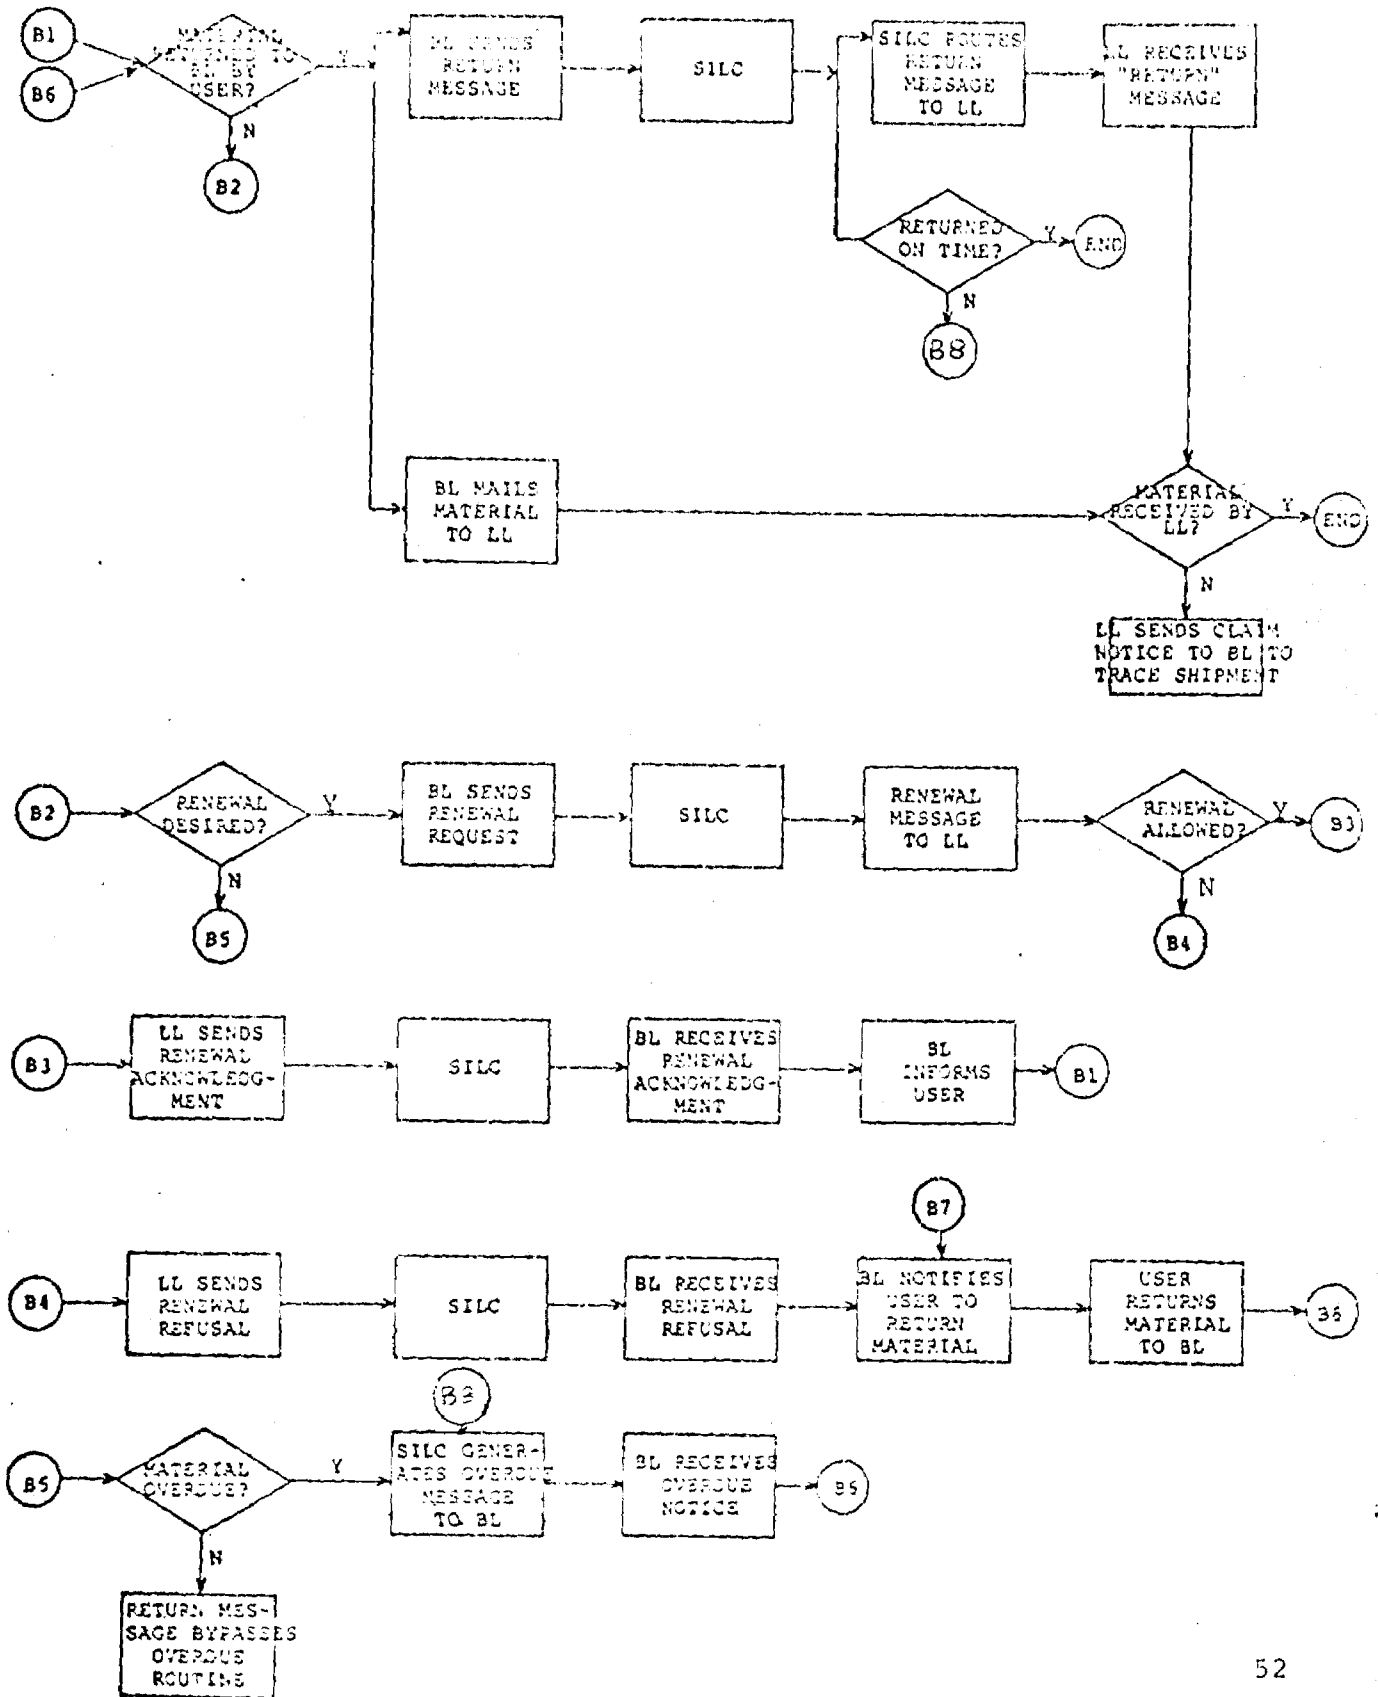 B1
B6
MATERIAL
RETURNED TO
BL BY
USER?
Y
N
B2
BL SENDS
RETURN
MESSAGE
SILC
SILC ROUTES
RETURN
MESSAGE
TO LL
LL RECEIVES
"RETURN"
MESSAGE
RETURNED
ON TIME?
Y
END
N
B8
BL MAILS
MATERIAL
TO LL
MATERIAL
RECEIVED BY
LL?
Y
END
N
LL SENDS CLAIM
NOTICE TO BL TO
TRACE SHIPMENT
B2
RENEWAL
DESIRED?
Y
N
B5
BL SENDS
RENEWAL
REQUEST
SILC
RENEWAL
MESSAGE
TO LL
RENEWAL
ALLOWED?
Y
B3
N
B4
B3
LL SENDS
RENEWAL
ACKNOWLEDG-
MENT
SILC
BL RECEIVES
RENEWAL
ACKNOWLEDG-
MENT
BL
INFORMS
USER
B1
B7
B4
LL SENDS
RENEWAL
REFUSAL
SILC
BL RECEIVES
RENEWAL
REFUSAL
BL NOTIFIES
USER TO
RETURN
MATERIAL
USER
RETURNS
MATERIAL
TO BL
B6
B5
MATERIAL
OVERDUE?
Y
N
RETURN MES-
SAGE BYPASSES
OVERDUE
ROUTINE
SILC GENER-
ATES OVERDUE
MESSAGE
TO BL
BL RECEIVES
OVERDUE
NOTICE
52